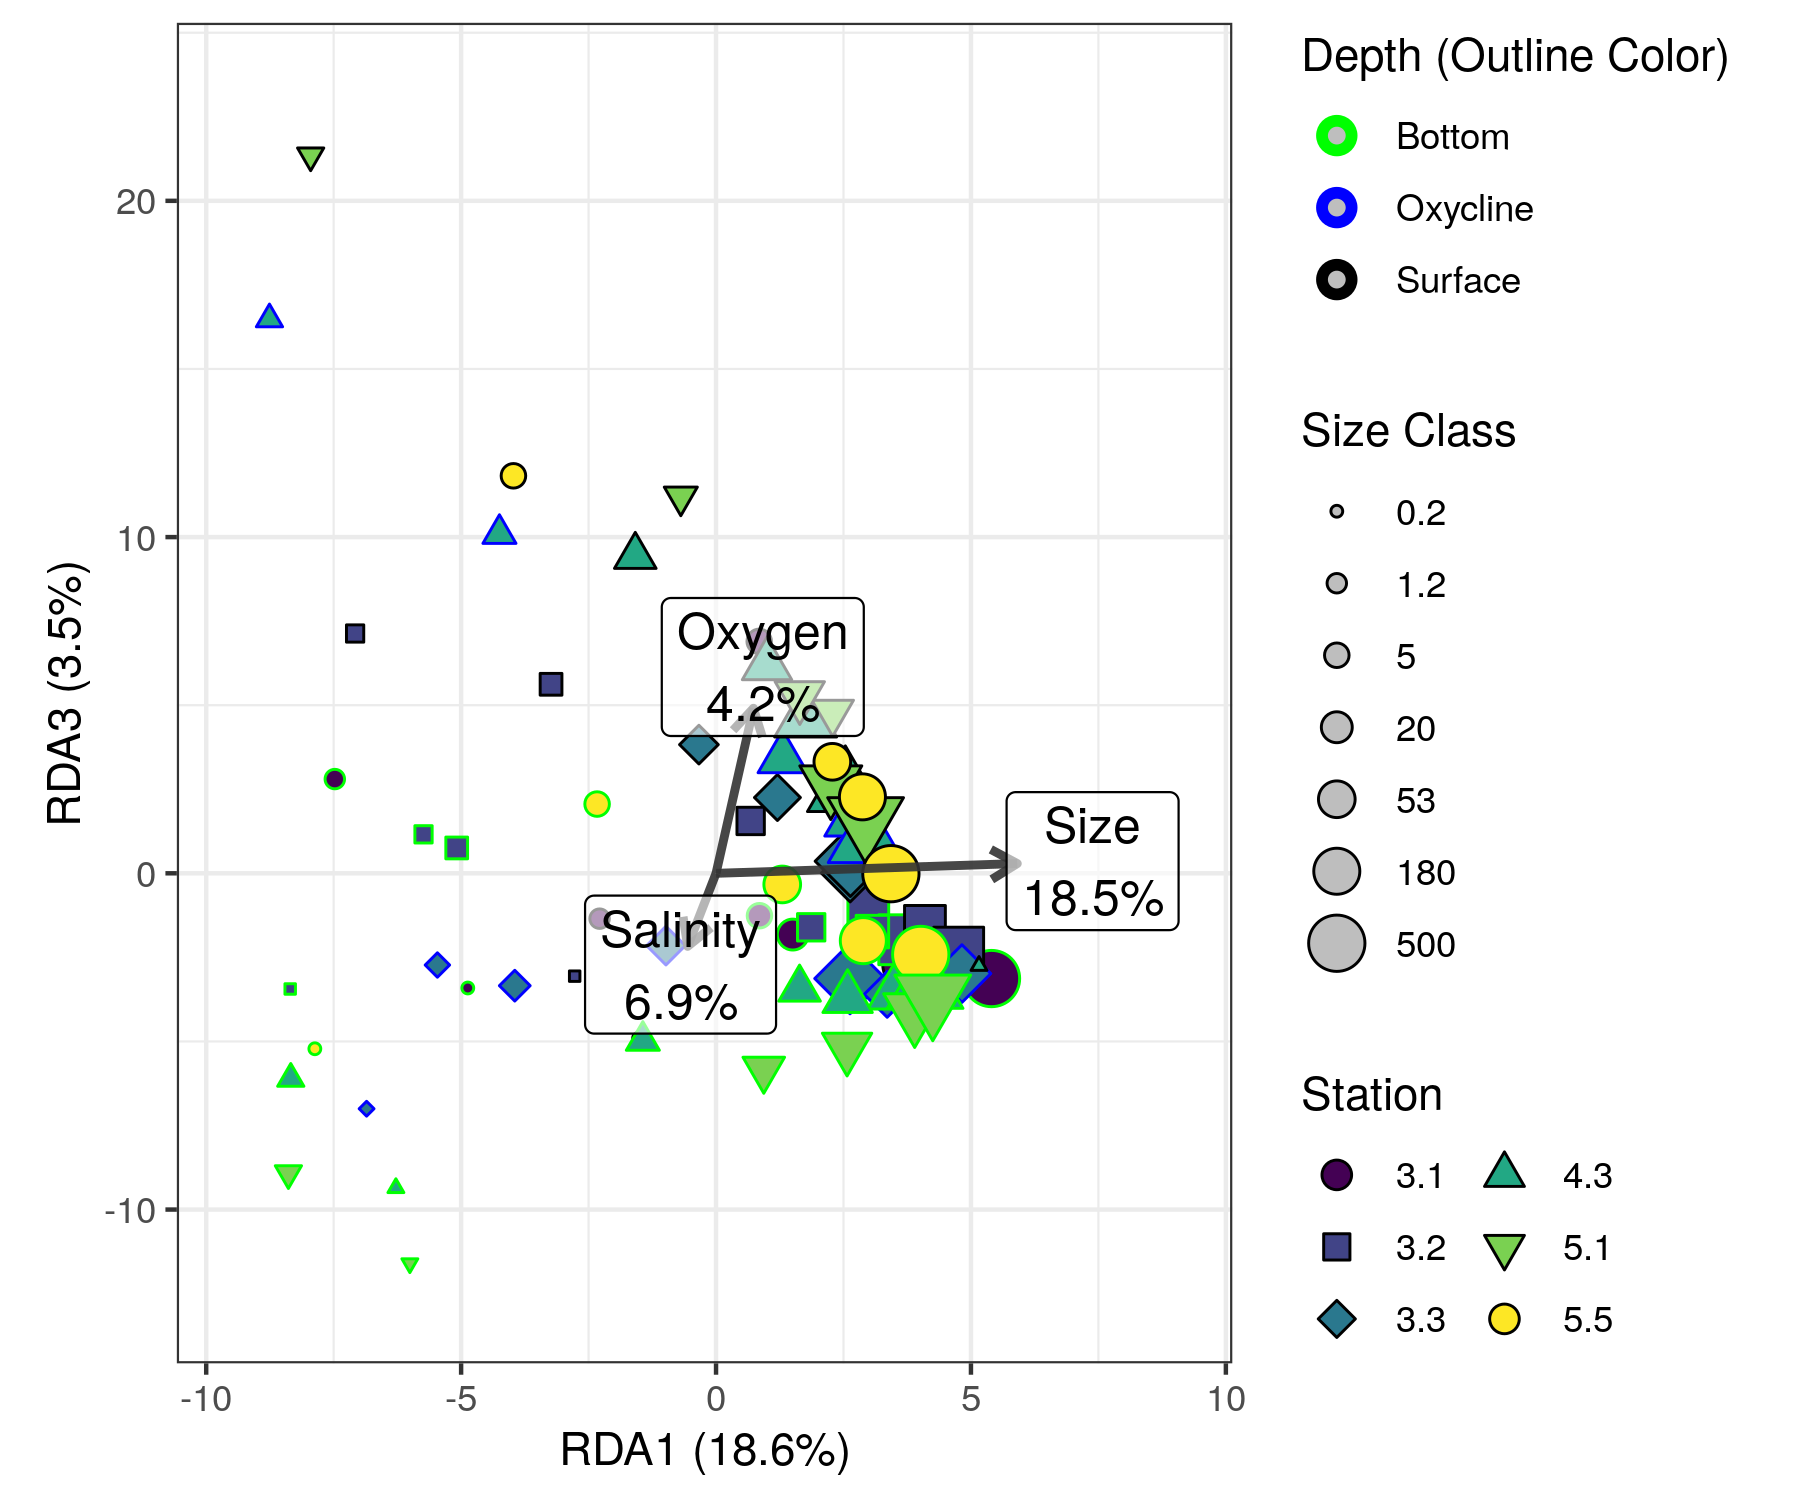 Depth (Outline Color)
Bottom
Oxycline
Surface
Size Class
0.2
1.2
5
20
53
180
500
Station
3.1
4.3
3.2
5.1
3.3
5.5
RDA3 (3.5%)
20
10
0
-10
Oxygen
4.2%
Size
18.5%
Salinity
6.9%
-10
-5
0
5
10
RDA1 (18.6%)